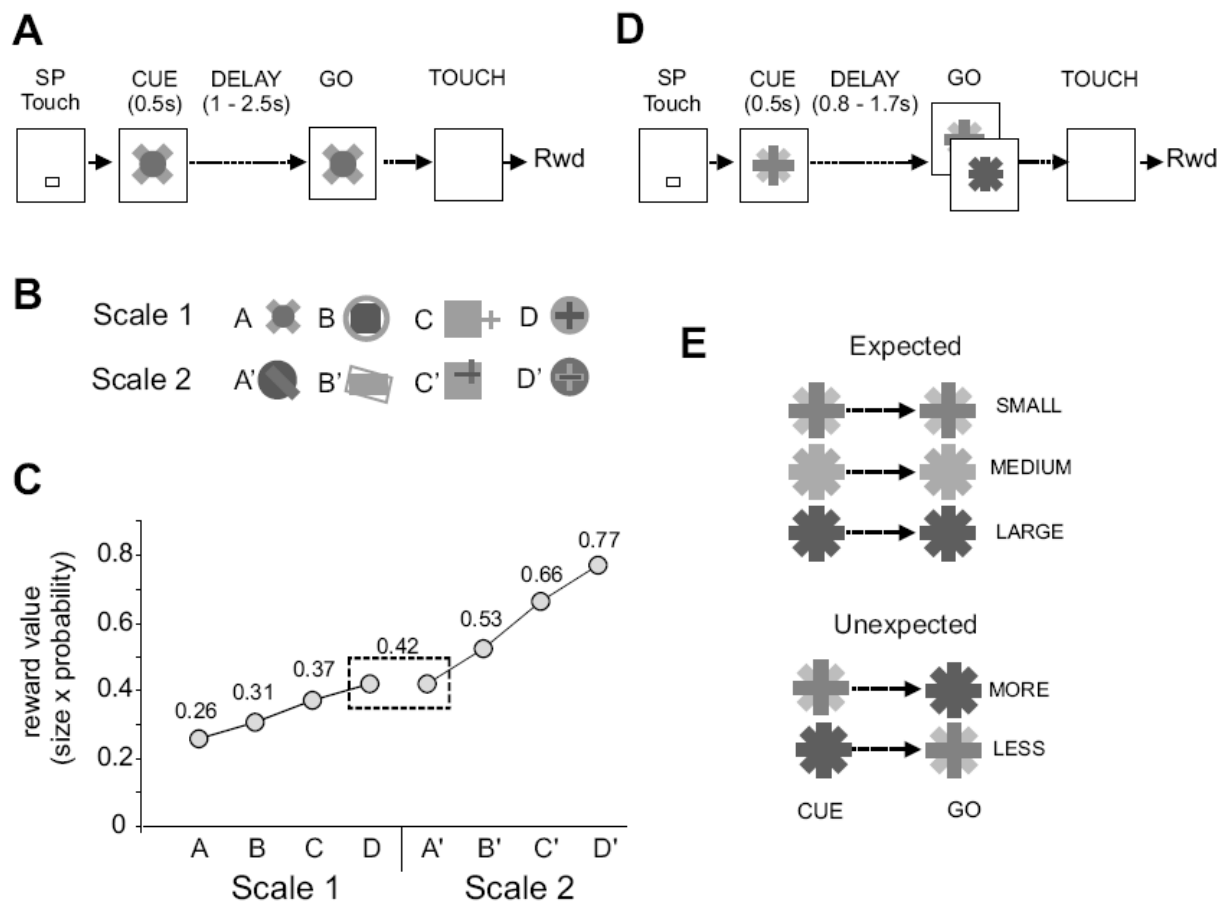 A
SP
Touch
CUE
(0.5s)
DELAY
(1 - 2.5s)
GO
TOUCH
Rwd
D
SP
Touch
CUE
(0.5s)
DELAY
(0.8 - 1.7s)
GO
TOUCH
Rwd
B
Scale 1 A B C D
Scale 2 A' B' C' D'
C
reward value
(size x probability)
0.8
0.6
0.4
0.2
0
0.26
0.31
0.37
0.42
0.53
0.66
0.77
A B C D A' B' C' D'
Scale 1 Scale 2
E
Expected
SMALL
MEDIUM
LARGE
Unexpected
MORE
LESS
CUE GO